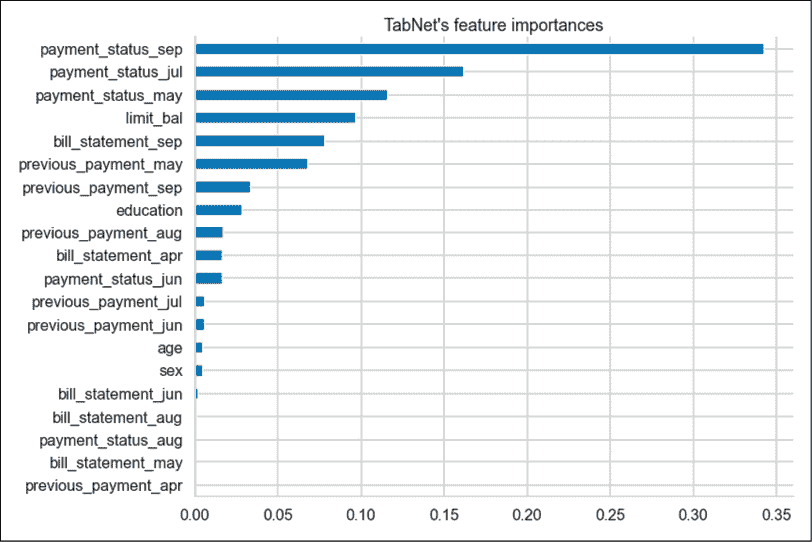 TabNet's feature importances
payment_status_sep
payment_status_jul
payment_status_may
limit_bal
bill_statement_sep
previous_payment_may
previous_payment_sep
education
previous_payment_aug
bill_statement_apr
payment_status_jun
previous_payment_jul
previous_payment_jun
age
sex
bill_statement_jun
bill_statement_aug
payment_status_aug
bill_statement_may
previous_payment_apr
0.00 0.05 0.10 0.15 0.20 0.25 0.30 0.35